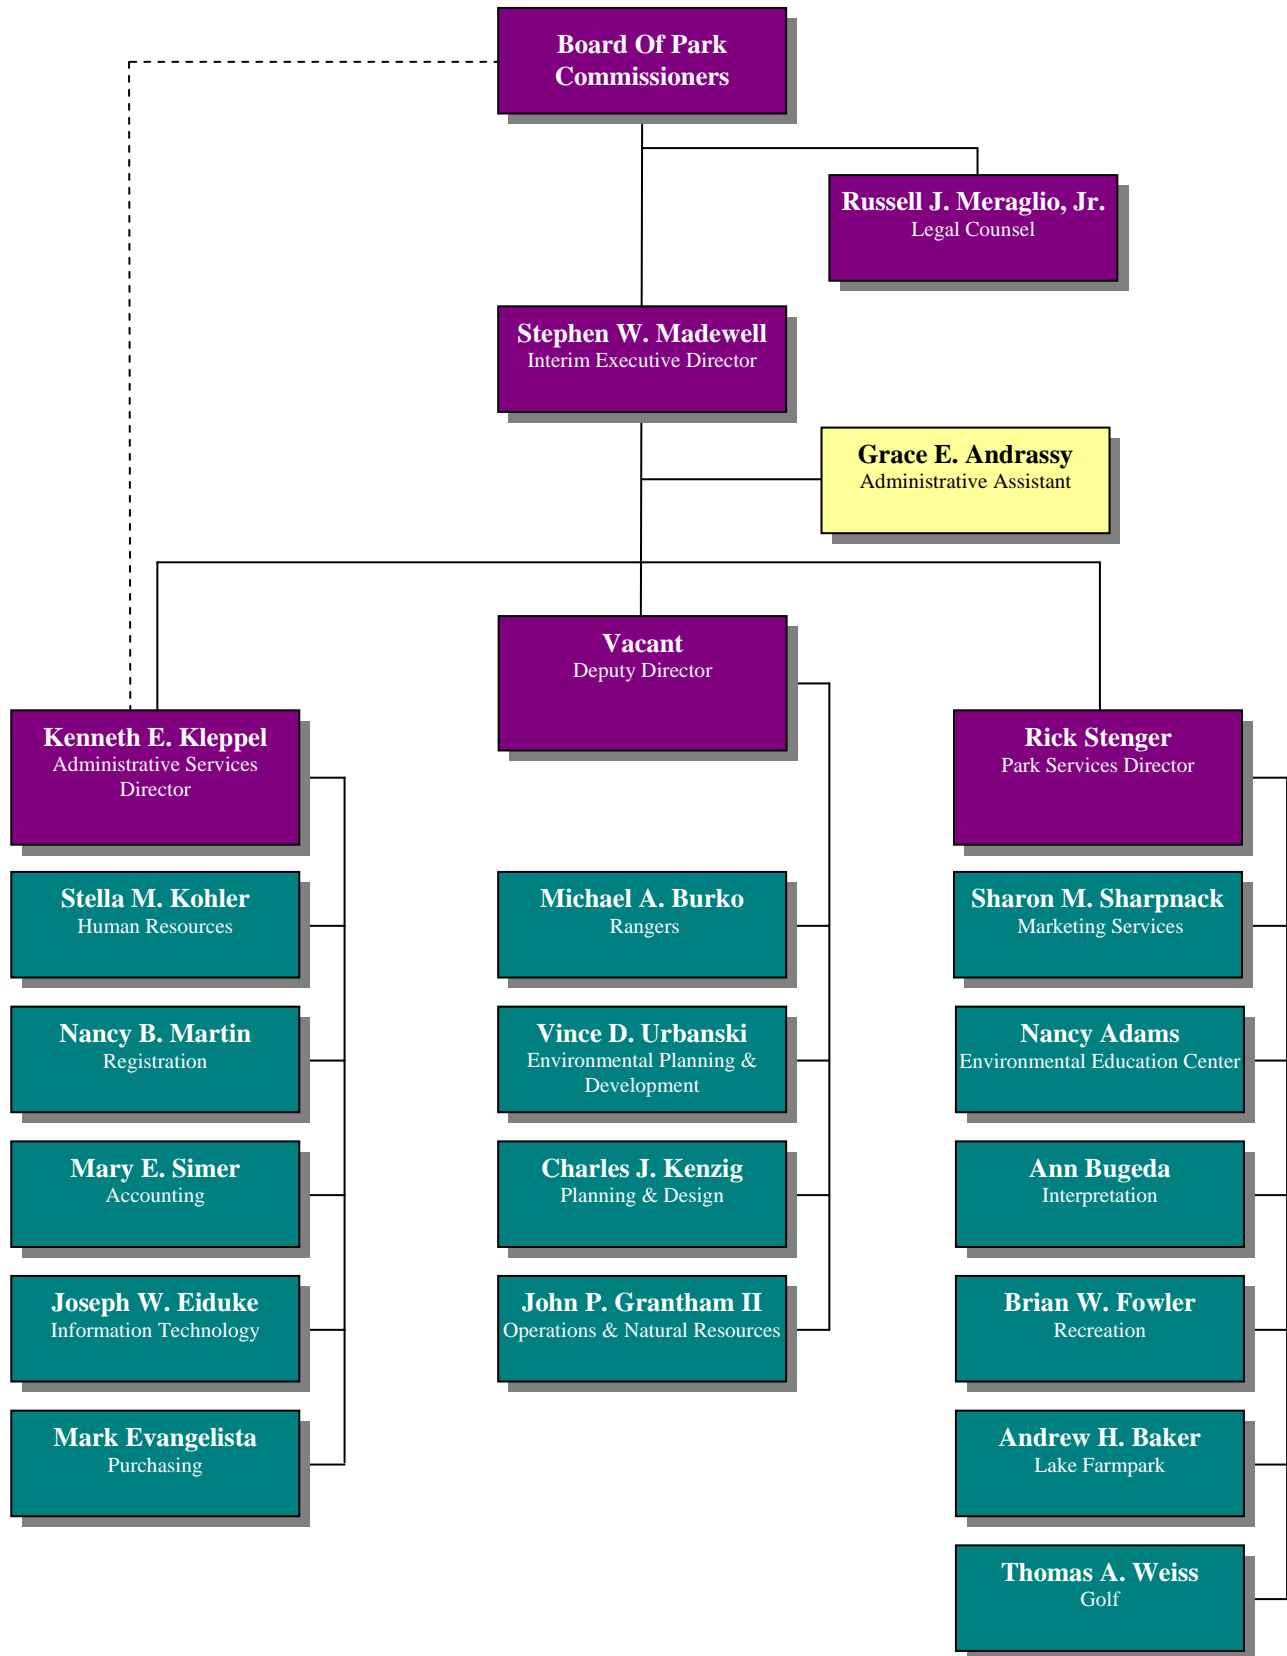 Board Of Park
Commissioners
Russell J. Meraglio, Jr.
Legal Counsel
Stephen W. Madewell
Interim Executive Director
Grace E. Andrassy
Administrative Assistant
Vacant
Deputy Director
Kenneth E. Kleppel
Administrative Services
Director
Rick Stenger
Park Services Director
Stella M. Kohler
Human Resources
Michael A. Burko
Rangers
Sharon M. Sharpnack
Marketing Services
Nancy B. Martin
Registration
Vince D. Urbanski
Environmental Planning &
Development
Nancy Adams
Environmental Education Center
Mary E. Simer
Accounting
Charles J. Kenzig
Planning & Design
Ann Bugeda
Interpretation
Joseph W. Eiduke
Information Technology
John P. Grantham II
Operations & Natural Resources
Brian W. Fowler
Recreation
Mark Evangelista
Purchasing
Andrew H. Baker
Lake Farmpark
Thomas A. Weiss
Golf